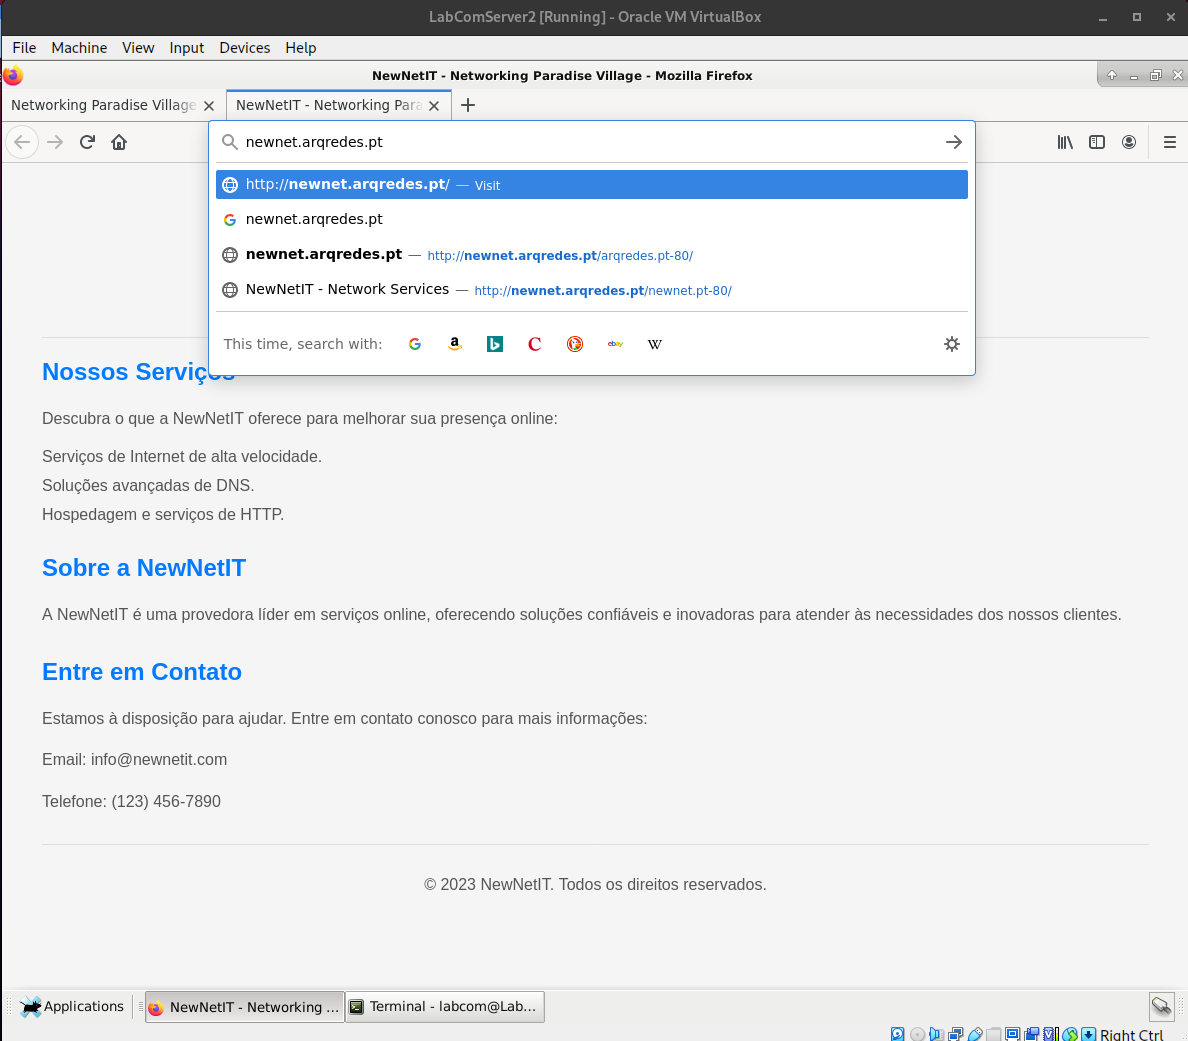 LabComServer2 [Running] - Oracle VM VirtualBox
File Machine View Input Devices Help
NewNetIT - Networking Paradise Village - Mozilla Firefox
Networking Paradise Village
NewNetIT - Networking Para
newnet.arqredes.pt
http://newnet.arqredes.pt/ — Visit
newnet.arqredes.pt
newnet.arqredes.pt — http://newnet.arqredes.pt/arqredes.pt-80/
NewNetIT - Network Services — http://newnet.arqredes.pt/newnet.pt-80/
This time, search with:
Nossos Serviços
Descubra o que a NewNetIT oferece para melhorar sua presença online:
Serviços de Internet de alta velocidade.
Soluções avançadas de DNS.
Hospedagem e serviços de HTTP.
Sobre a NewNetIT
A NewNetIT é uma provedora líder em serviços online, oferecendo soluções confiáveis e inovadoras para atender às necessidades dos nossos clientes.
Entre em Contato
Estamos à disposição para ajudar. Entre em contato conosco para mais informações:
Email: info@newnetit.com
Telefone: (123) 456-7890
© 2023 NewNetIT. Todos os direitos reservados.
Applications
NewNetIT - Networking ...
Terminal - labcom@Lab...
Right Ctrl